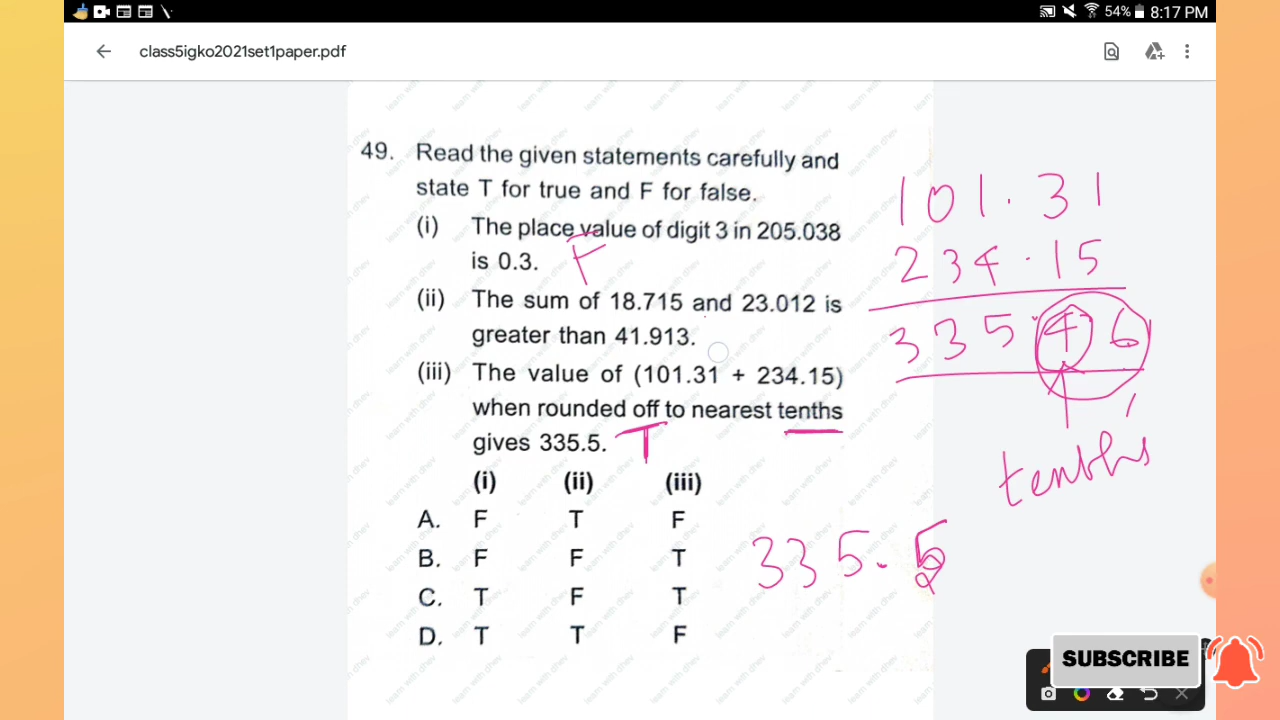 54% 8:17 PM
class5igko2021set1paper.pdf
49. Read the given statements carefully and
state T for true and F for false.
(i) The place value of digit 3 in 205.038
is 0.3. F
(ii) The sum of 18.715 and 23.012 is
greater than 41.913.
(iii) The value of (101.31 + 234.15)
when rounded off to nearest tenths
gives 335.5. T
(i) (ii) (iii)
A. F T F
B. F F T
C. T F T
D. T T F
101.31
234.15
335.46
tenths
335.5
learn with dhev
SUBSCRIBE